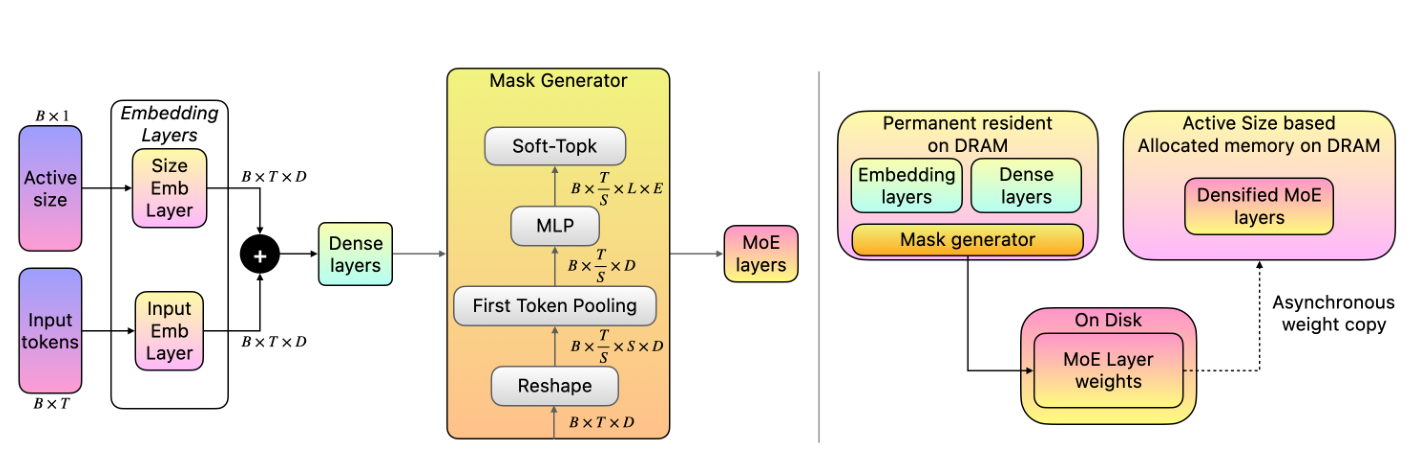 B × 1
Active
size
Input
tokens
B × T
Embedding
Layers
Size
Emb
Layer
Input
Emb
Layer
B × T × D
+
B × T × D
Dense
layers
Mask Generator
Soft-Topk
B × T/S × L × E
MLP
B × T/S × D
First Token Pooling
B × T/S × S × D
Reshape
B × T × D
MoE
layers
Permanent resident
on DRAM
Embedding
layers
Dense
layers
Mask generator
Active Size based
Allocated memory on DRAM
Densified MoE
layers
On Disk
MoE Layer
weights
Asynchronous
weight copy